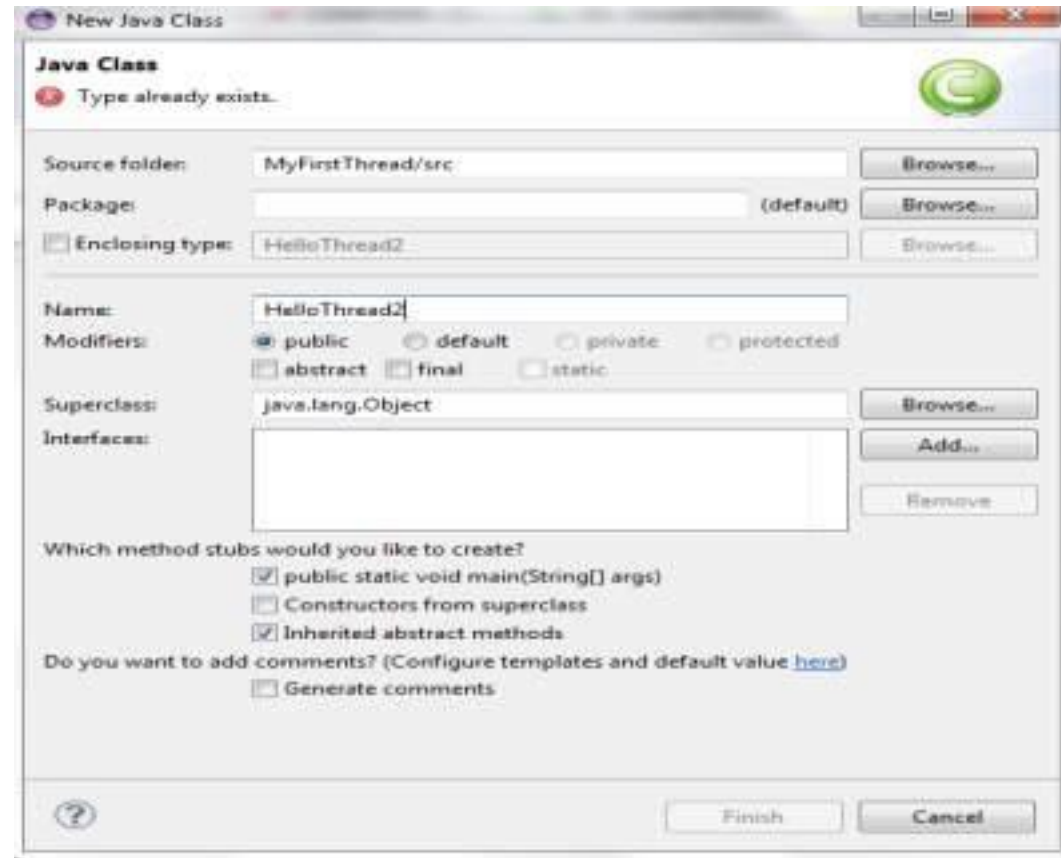 New Java Class
Java Class
Type already exists.
Source folder: MyFirstThread/src Browse...
Package: (default) Browse...
Enclosing type: HelloThread2 Browse...
Name: HelloThread2
Modifiers: public default private protected
abstract final static
Superclass: java.lang.Object Browse...
Interfaces: Add...
Remove
Which method stubs would you like to create?
public static void main(String[] args)
Constructors from superclass
Inherited abstract methods
Do you want to add comments? (Configure templates and default value here)
Generate comments
? Finish Cancel